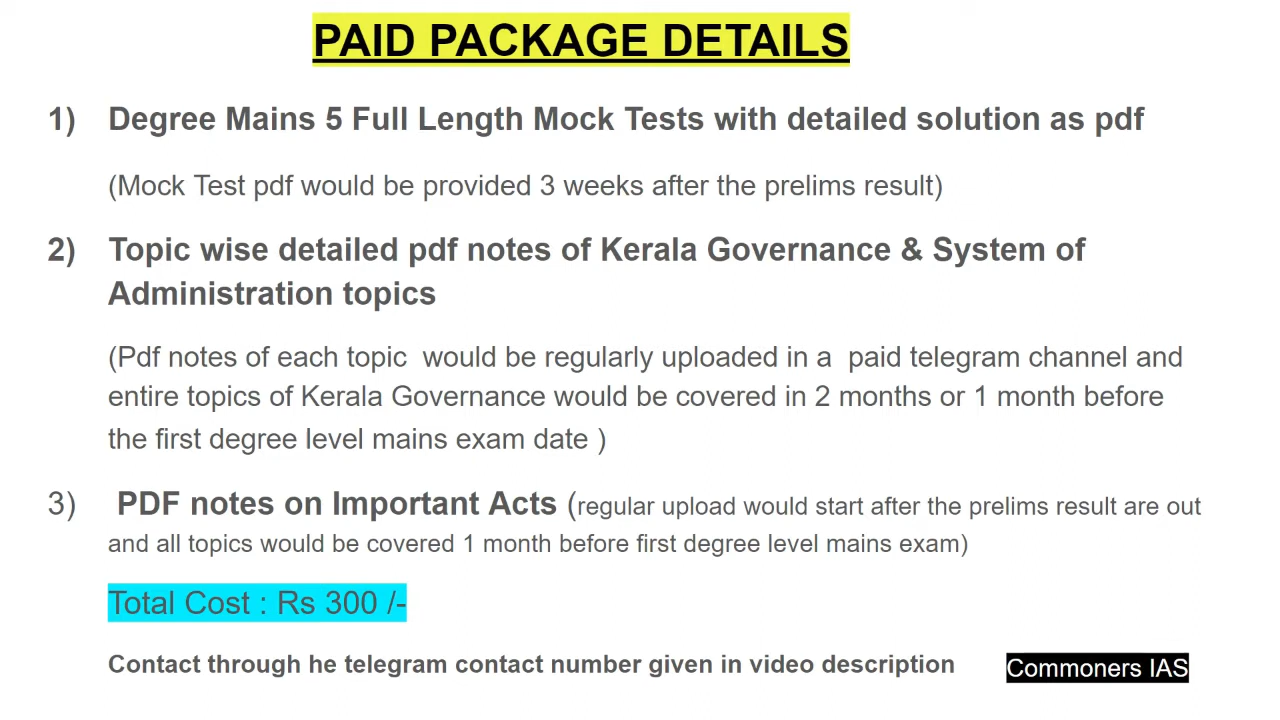 PAID PACKAGE DETAILS
1) Degree Mains 5 Full Length Mock Tests with detailed solution as pdf
(Mock Test pdf would be provided 3 weeks after the prelims result)
2) Topic wise detailed pdf notes of Kerala Governance & System of
Administration topics
(Pdf notes of each topic would be regularly uploaded in a paid telegram channel and
entire topics of Kerala Governance would be covered in 2 months or 1 month before
the first degree level mains exam date )
3) PDF notes on Important Acts (regular upload would start after the prelims result are out
and all topics would be covered 1 month before first degree level mains exam)
Total Cost : Rs 300 /-
Contact through he telegram contact number given in video description
Commoners IAS